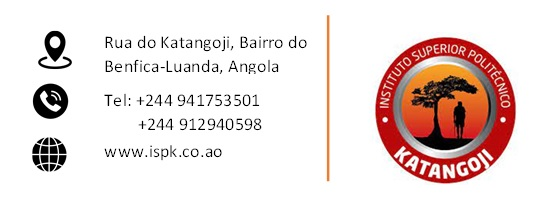 Rua do Katangoji, Bairro do
Benfica-Luanda, Angola
Tel: +244 941753501
+244 912940598
www.ispk.co.ao
INSTITUTO SUPERIOR POLITÉCNICO
KATANGOJI